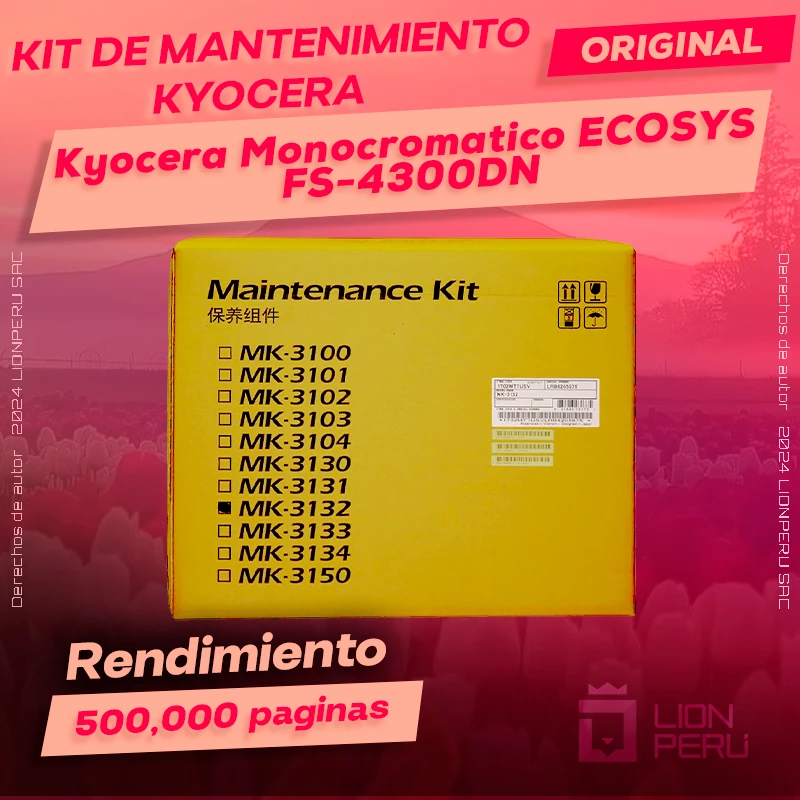 KIT DE MANTENIMIENTO
KYOCERA
ORIGINAL
Kyocera Monocromatico ECOSYS
FS-4300DN
Maintenance Kit
保养组件
MK-3100
MK-3101
MK-3102
MK-3103
MK-3104
MK-3130
MK-3131
MK-3132
MK-3133
MK-3134
MK-3150
MK-3132
Derechos de autor 2024 LIONPERU SAC
Derechos de autor 2024 LIONPERU SAC
Rendimiento
500,000 paginas
LION
PERÚ